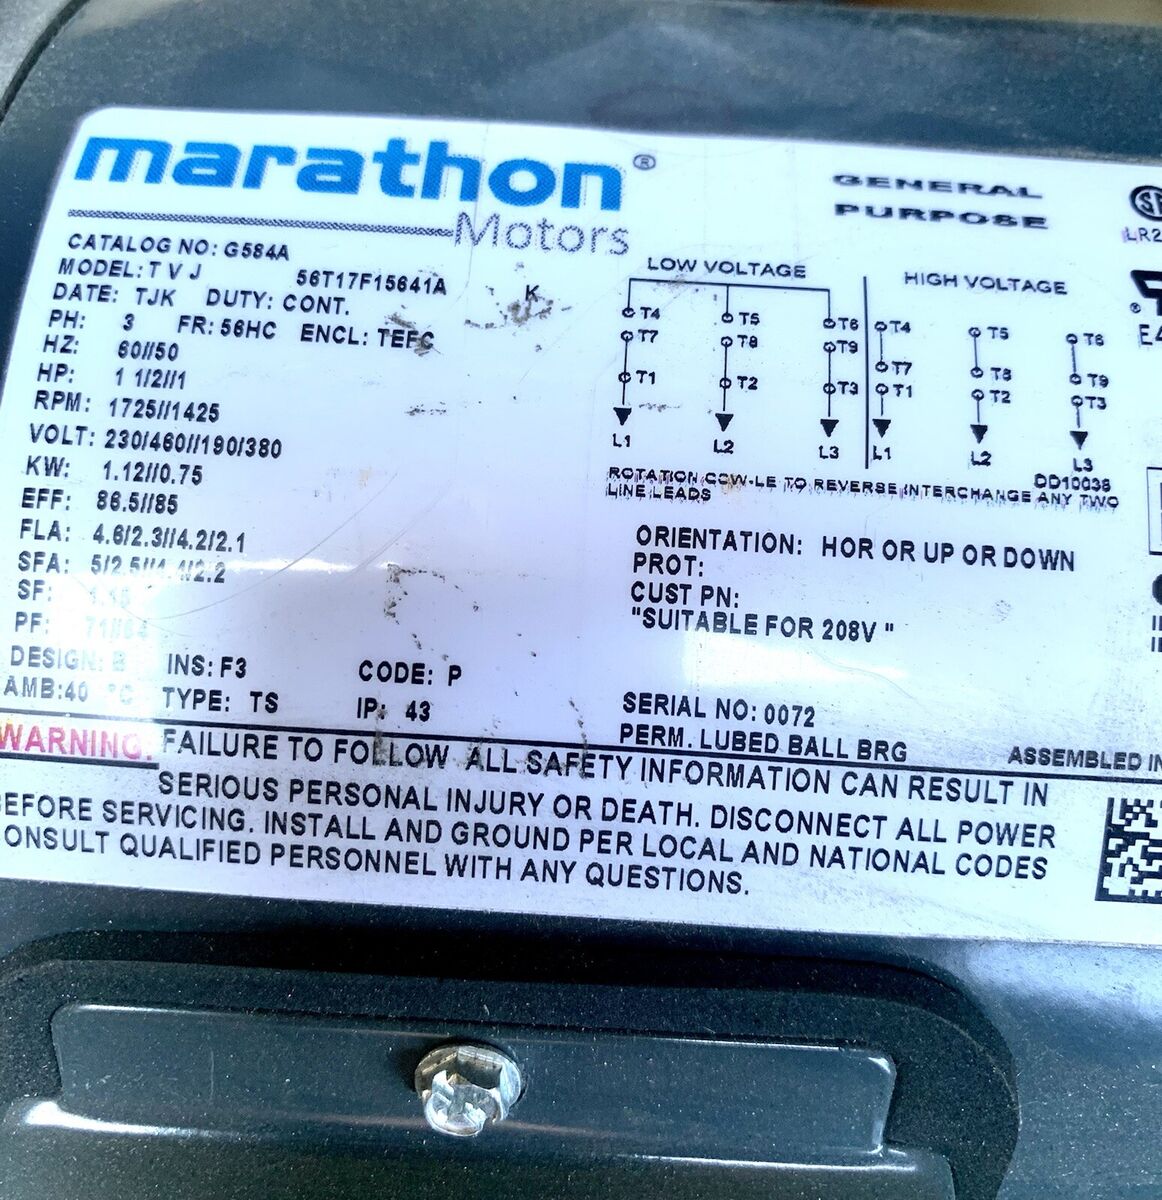 marathon®
Motors
GENERAL
PURPOSE
LR2
CATALOG NO: G584A
MODEL: T V J 56T17F15641A K
DATE: TJK DUTY: CONT.
PH: 3 FR: 56HC ENCL: TEFC
HZ: 60//50
HP: 1 1/2//1
RPM: 1725//1425
VOLT: 230/460//190/380
KW: 1.12//0.75
EFF: 86.5//85
FLA: 4.6/2.3//4.2/2.1
SFA: 5/2.5//4.4/2.2
SF: 1.15
PF:
DESIGN: B INS: F3 CODE: P
AMB:40 °C TYPE: TS IP: 43
LOW VOLTAGE
T4 T5 T6
T7 T8 T9
T1 T2 T3
L1 L2 L3
HIGH VOLTAGE
T4 T5 T6
T7 T8 T9
T1 T2 T3
L1 L2 L3
DD10038
ROTATION CCW-LE TO REVERSE INTERCHANGE ANY TWO
LINE LEADS
ORIENTATION: HOR OR UP OR DOWN
PROT:
CUST PN:
"SUITABLE FOR 208V "
SERIAL NO: 0072
PERM. LUBED BALL BRG
ASSEMBLED IN
WARNING. FAILURE TO FOLLOW ALL SAFETY INFORMATION CAN RESULT IN
SERIOUS PERSONAL INJURY OR DEATH. DISCONNECT ALL POWER
BEFORE SERVICING. INSTALL AND GROUND PER LOCAL AND NATIONAL CODES
CONSULT QUALIFIED PERSONNEL WITH ANY QUESTIONS.